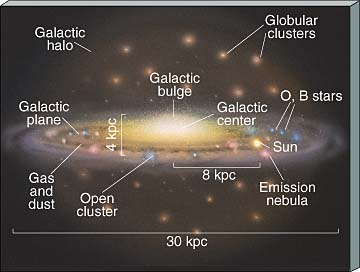 Galactic
halo
Globular
clusters
Galactic
bulge
Galactic
plane
Galactic
center
O, B stars
4 kpc
Sun
8 kpc
Gas
and
dust
Open
cluster
Emission
nebula
30 kpc